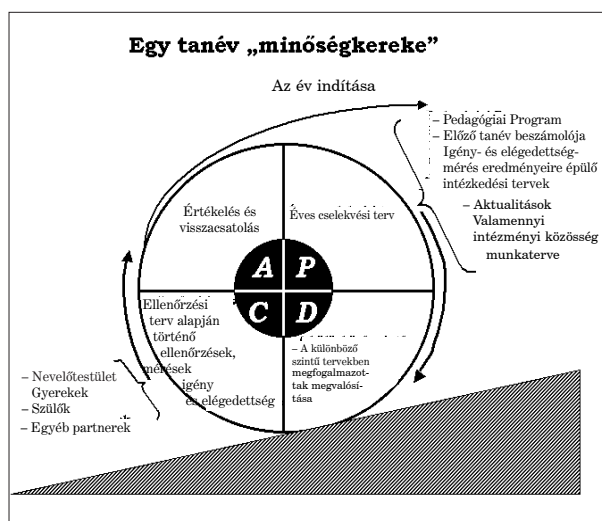 Egy tanév „minőségkereke”
Az év indítása
– Pedagógiai Program
– Előző tanév beszámolója
Igény- és elégedettség-
mérés eredményeire épülő
intézkedési tervek
– Aktualitások
Valamennyi
intézményi közösség
munkaterve
Értékelés és
visszacsatolás
Éves cselekvési terv
A P
C D
Ellenőrzési
terv alapján
történő
ellenőrzések,
mérések
igény
és elégedettség
– A különböző
szintű tervekben
megfogalmazot-
tak megvalósí-
tása
– Nevelőtestület
Gyerekek
– Szülők
– Egyéb partnerek